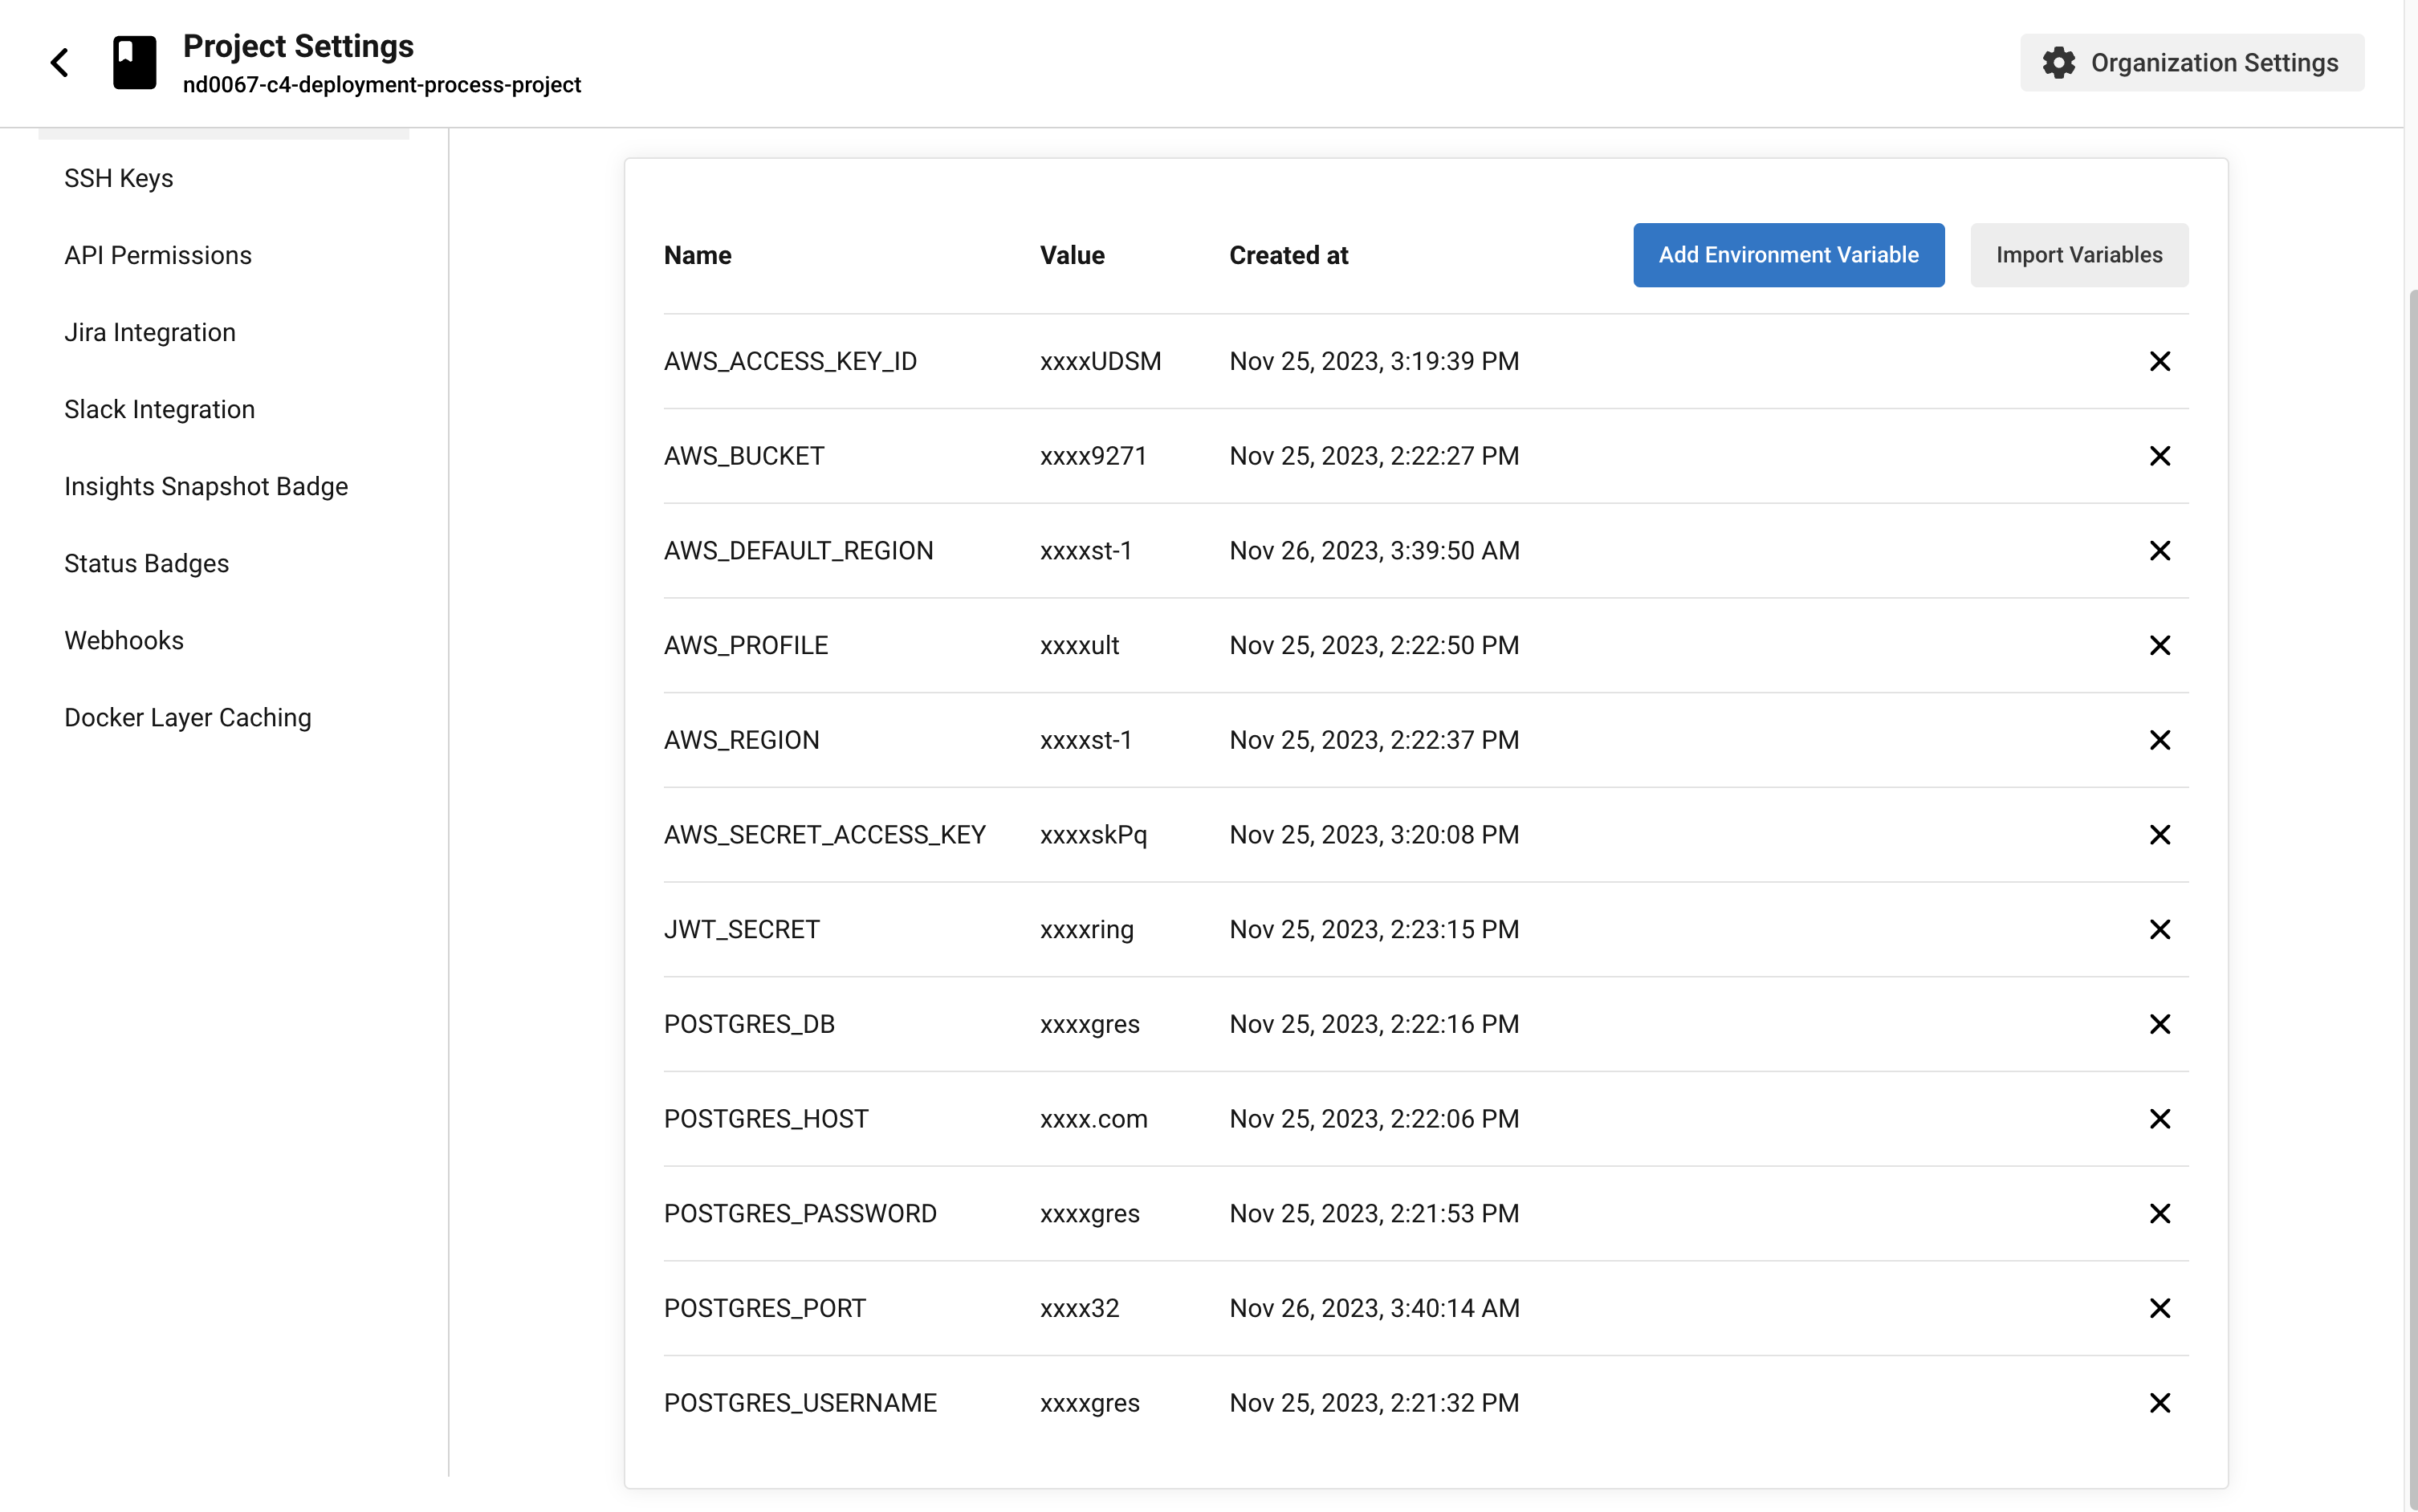 Project Settings
nd0067-c4-deployment-process-project
Organization Settings
SSH Keys
API Permissions
Jira Integration
Slack Integration
Insights Snapshot Badge
Status Badges
Webhooks
Docker Layer Caching
Name Value Created at Add Environment Variable Import Variables
AWS_ACCESS_KEY_ID xxxxUDSM Nov 25, 2023, 3:19:39 PM
AWS_BUCKET xxxx9271 Nov 25, 2023, 2:22:27 PM
AWS_DEFAULT_REGION xxxxst-1 Nov 26, 2023, 3:39:50 AM
AWS_PROFILE xxxxult Nov 25, 2023, 2:22:50 PM
AWS_REGION xxxxst-1 Nov 25, 2023, 2:22:37 PM
AWS_SECRET_ACCESS_KEY xxxxskPq Nov 25, 2023, 3:20:08 PM
JWT_SECRET xxxxring Nov 25, 2023, 2:23:15 PM
POSTGRES_DB xxxxgres Nov 25, 2023, 2:22:16 PM
POSTGRES_HOST xxxx.com Nov 25, 2023, 2:22:06 PM
POSTGRES_PASSWORD xxxxgres Nov 25, 2023, 2:21:53 PM
POSTGRES_PORT xxxx32 Nov 26, 2023, 3:40:14 AM
POSTGRES_USERNAME xxxxgres Nov 25, 2023, 2:21:32 PM